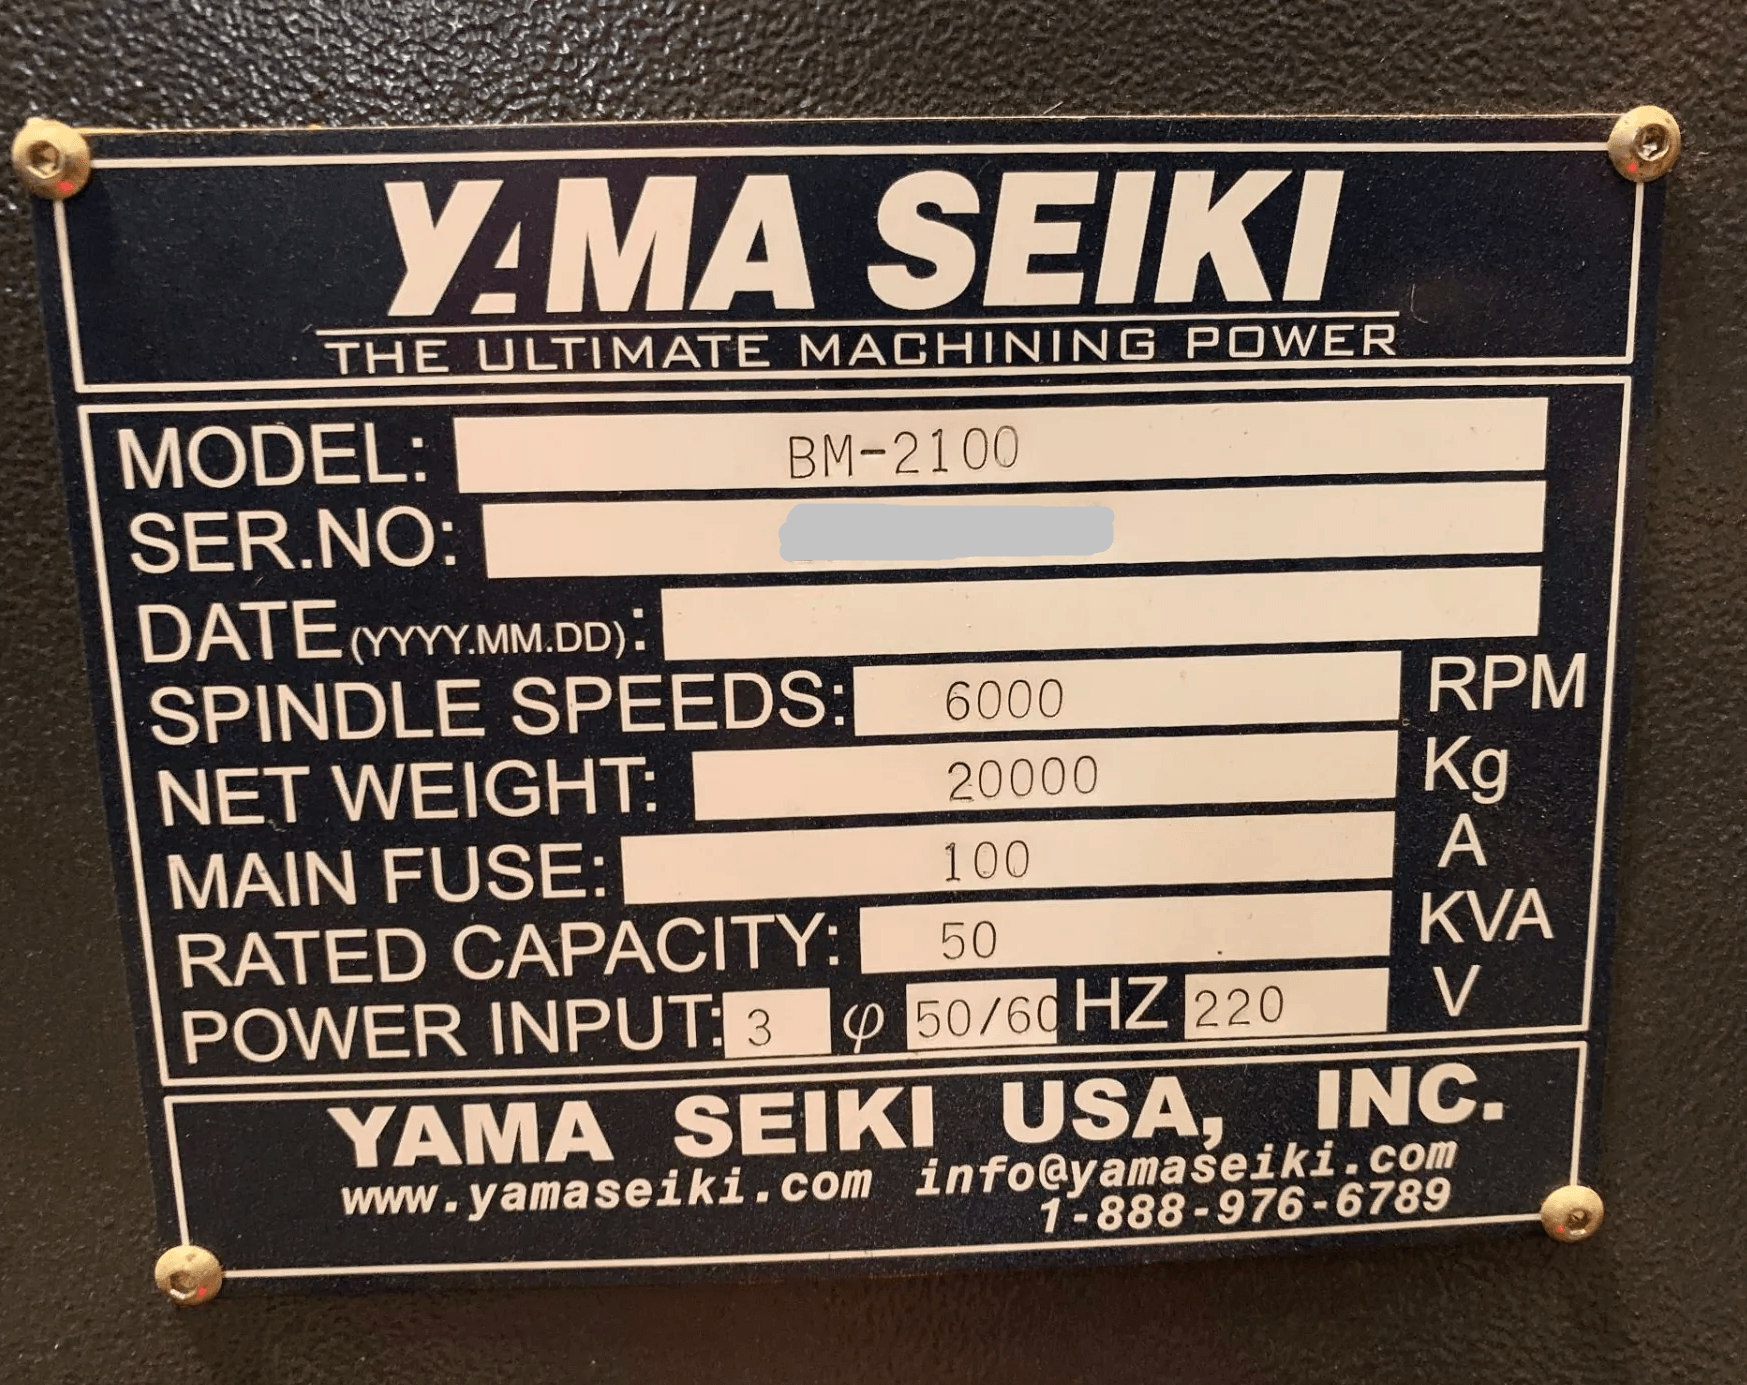 YAMA SEIKI
THE ULTIMATE MACHINING POWER
MODEL: BM-2100
SER.NO:
DATE(YYYY.MM.DD):
SPINDLE SPEEDS: 6000 RPM
NET WEIGHT: 20000 Kg
MAIN FUSE: 100 A
RATED CAPACITY: 50 KVA
POWER INPUT: 3 φ 50/60 HZ 220 V
YAMA SEIKI USA, INC.
www.yamaseiki.com info@yamaseiki.com
1-888-976-6789